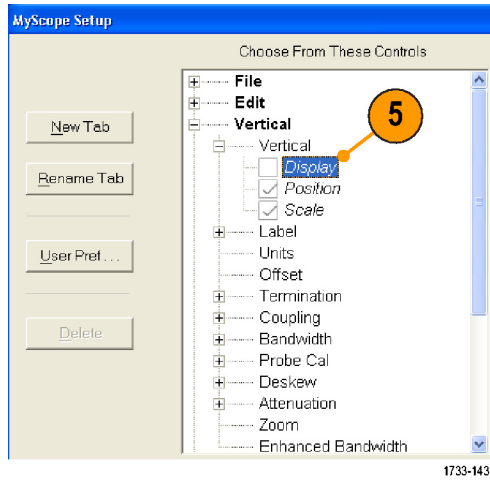 MyScope Setup
Choose From These Controls
File
Edit
Vertical
5
Vertical
Display
Position
Scale
Label
Units
Offset
Termination
Coupling
Bandwidth
Probe Cal
Deskew
Attenuation
Zoom
Enhanced Bandwidth
New Tab
Rename Tab
User Pref . . .
Delete
1733-143